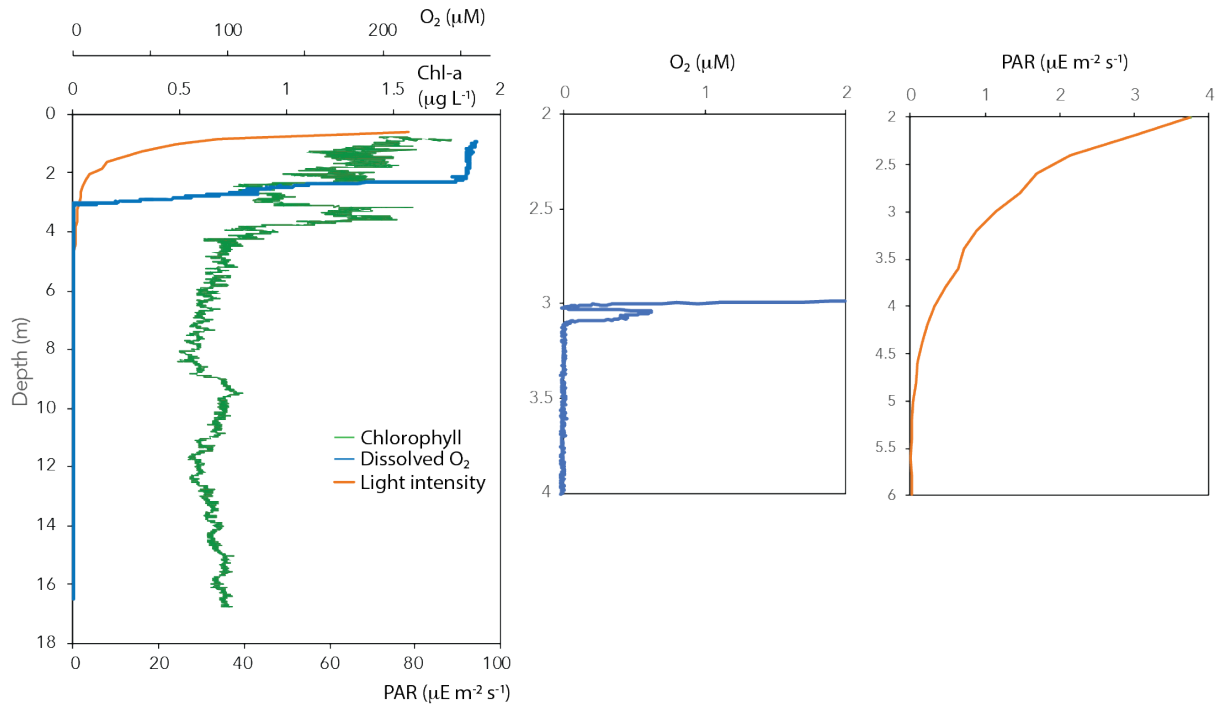 O₂ (μM)
0 100 200
Chl-a
(μg L⁻¹)
0 0.5 1 1.5 2
0
2
4
6
8
10
12
14
16
18
Depth (m)
Chlorophyll
Dissolved O₂
Light intensity
0 20 40 60 80 100
PAR (μE m⁻² s⁻¹)
O₂ (μM)
0 1 2
2
2.5
3.0
3.5
4
PAR (μE m⁻² s⁻¹)
0 1 2 3 4
2
2.5
3
3.5
4
4.5
5
5.5
6